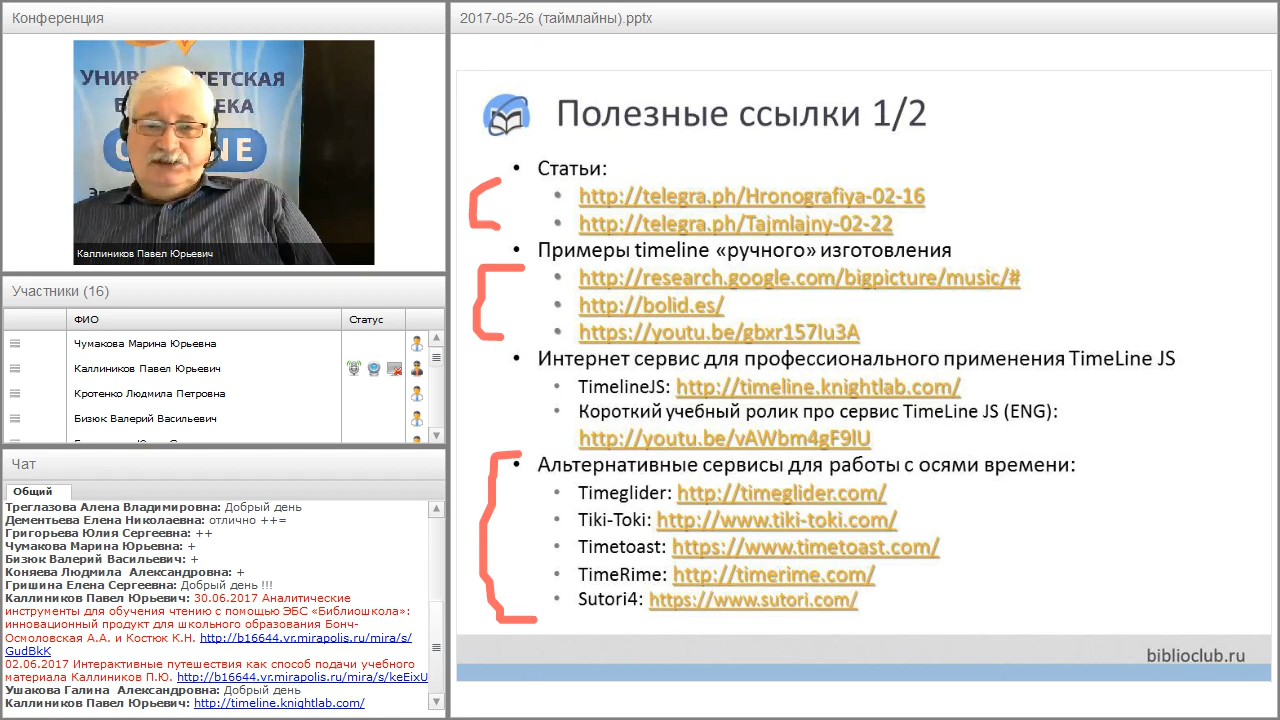 Конференция
УНИВЕРСИТЕТСКАЯ
Каллиников Павел Юрьевич
Участники (16)
ФИО Статус
Чумакова Марина Юрьевна
Каллиников Павел Юрьевич
Кротенко Людмила Петровна
Бизюк Валерий Васильевич
Чат
Общий
Треглазова Алена Владимировна: Добрый день
Дементьева Елена Николаевна: отлично ++=
Григорьева Юлия Сергеевна: ++
Чумакова Марина Юрьевна: +
Бизюк Валерий Васильевич: +
Коняева Людмила Александровна: +
Гришина Елена Сергеевна: Добрый день !!!
Каллиников Павел Юрьевич: 30.06.2017 Аналитические
инструменты для обучения чтению с помощью ЭБС «Библиошкола»:
инновационный продукт для школьного образования Бонч-
Осмоловская А.А. и Костюк К.Н. http://b16644.vr.mirapolis.ru/mira/s/
GudBkK
02.06.2017 Интерактивные путешествия как способ подачи учебного
материала Каллиников П.Ю. http://b16644.vr.mirapolis.ru/mira/s/keEixU
Ушакова Галина Александровна: Добрый день
Каллиников Павел Юрьевич: http://timeline.knightlab.com/
2017-05-26 (таймлайны).pptx
Полезные ссылки 1/2
• Статьи:
• http://telegra.ph/Hronografiya-02-16
• http://telegra.ph/Tajmlajny-02-22
• Примеры timeline «ручного» изготовления
• http://research.google.com/bigpicture/music/#
• http://bolid.es/
• https://youtu.be/gbxr157Iu3A
• Интернет сервис для профессионального применения TimeLine JS
• TimelineJS: http://timeline.knightlab.com/
• Короткий учебный ролик про сервис TimeLine JS (ENG):
http://youtu.be/vAWbm4gF9lU
• Альтернативные сервисы для работы с осями времени:
• Timeglider: http://timeglider.com/
• Tiki-Toki: http://www.tiki-toki.com/
• Timetoast: https://www.timetoast.com/
• TimeRime: http://timerime.com/
• Sutori4: https://www.sutori.com/
biblioclub.ru